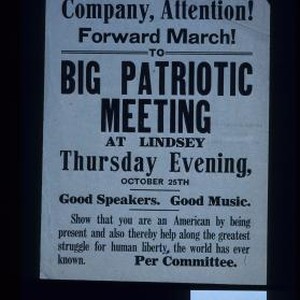 Company, Attention!
Forward March!
TO
BIG PATRIOTIC
MEETING
AT LINDSEY
Thursday Evening,
OCTOBER 25TH
Good Speakers. Good Music.
Show that you are an American by being
present and also thereby help along the greatest
struggle for human liberty, the world has ever
known. Per Committee.